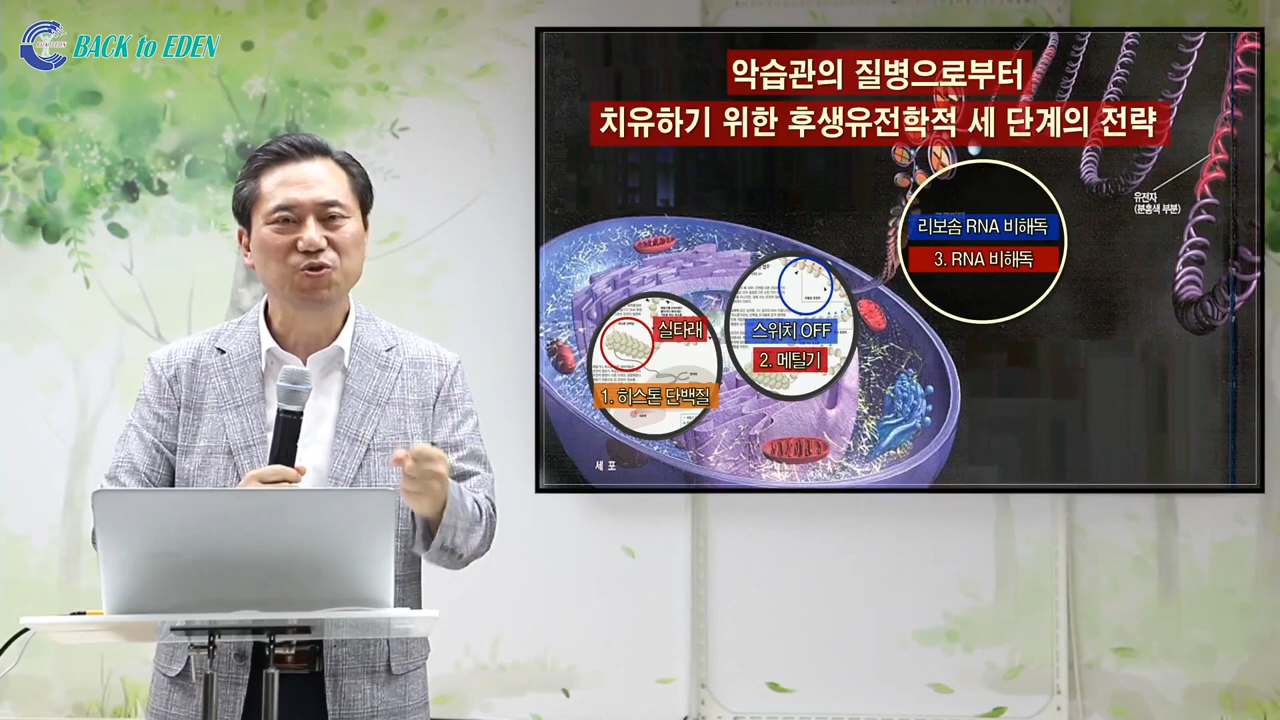 BACK to EDEN
악습관의 질병으로부터
치유하기 위한 후생유전학적 세 단계의 전략
유전자
(분홍색 부분)
리보솜 RNA 비해독
3. RNA 비해독
스위치 OFF
2. 메틸기
실타래
1. 히스톤 단백질
세포